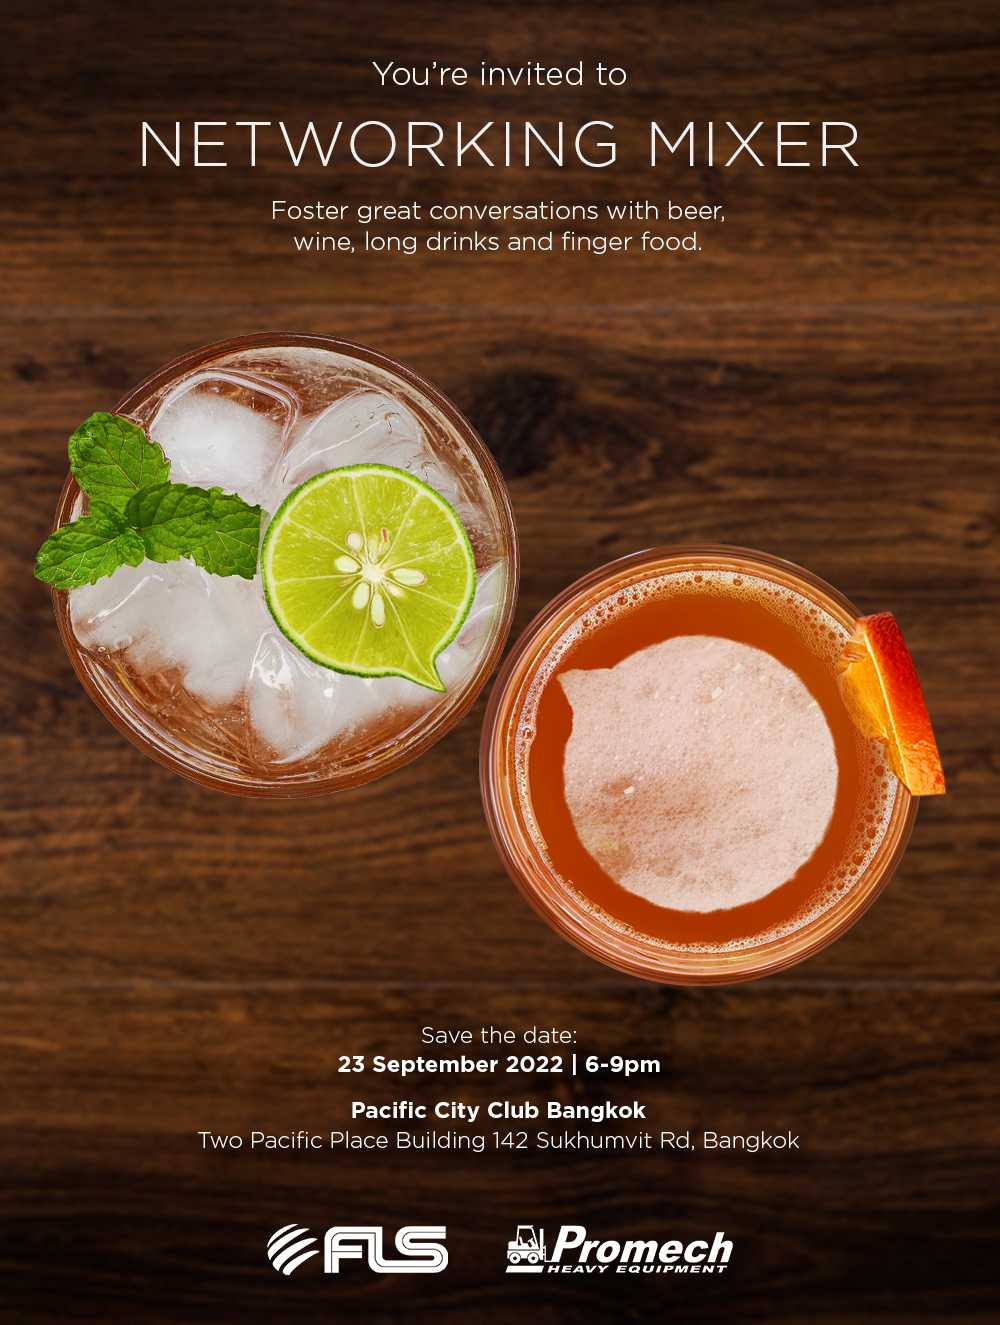 You’re invited to
NETWORKING MIXER
Foster great conversations with beer,
wine, long drinks and finger food.
Save the date:
23 September 2022 | 6-9pm
Pacific City Club Bangkok
Two Pacific Place Building 142 Sukhumvit Rd, Bangkok
FLS
Promech
HEAVY EQUIPMENT